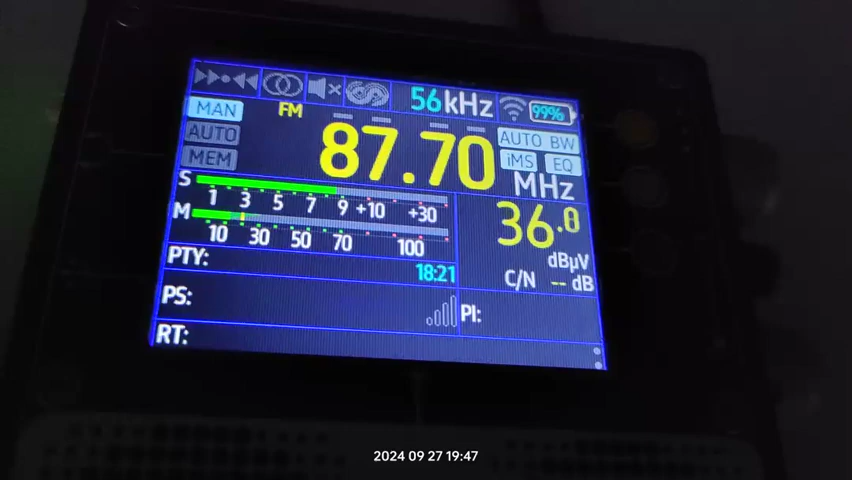 56kHz 99%
MAN FM 87.70 AUTO BW
AUTO iMS EQ
MEM MHz
S 1 3 5 7 9 +10 +30
M 10 30 50 70 100
36.8 dBµV
PTY: 18:21 C/N -- dB
PS: PI:
RT:
2024 09 27 19:47